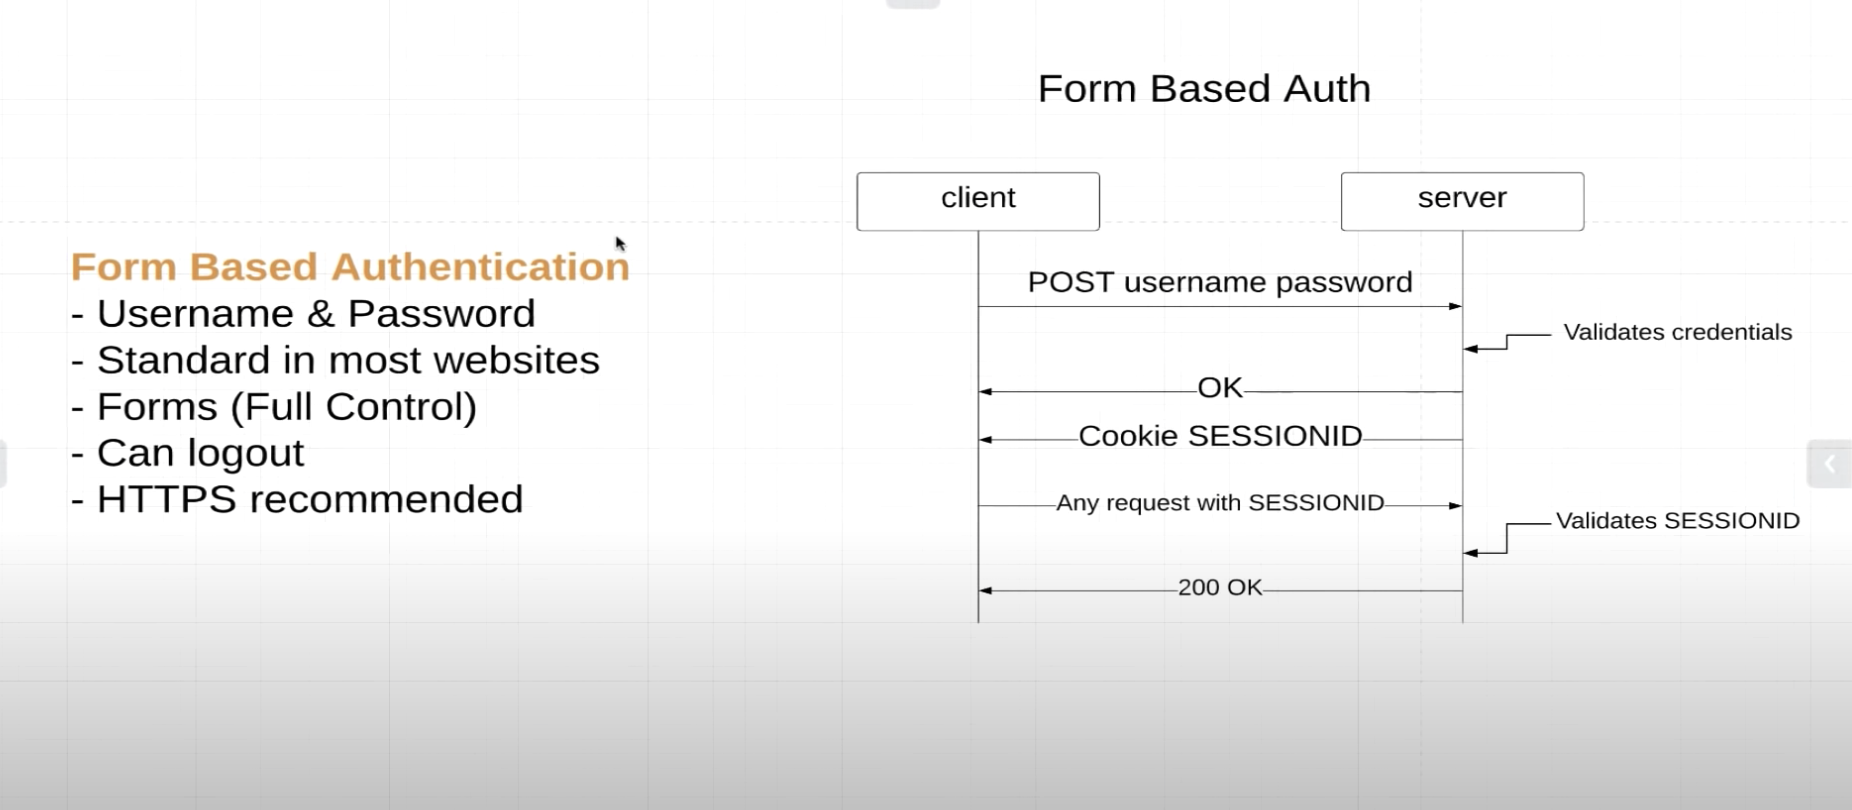 Form Based Auth
client
server
Form Based Authentication
- Username & Password
- Standard in most websites
- Forms (Full Control)
- Can logout
- HTTPS recommended
POST username password
Validates credentials
OK
Cookie SESSIONID
Any request with SESSIONID
Validates SESSIONID
200 OK